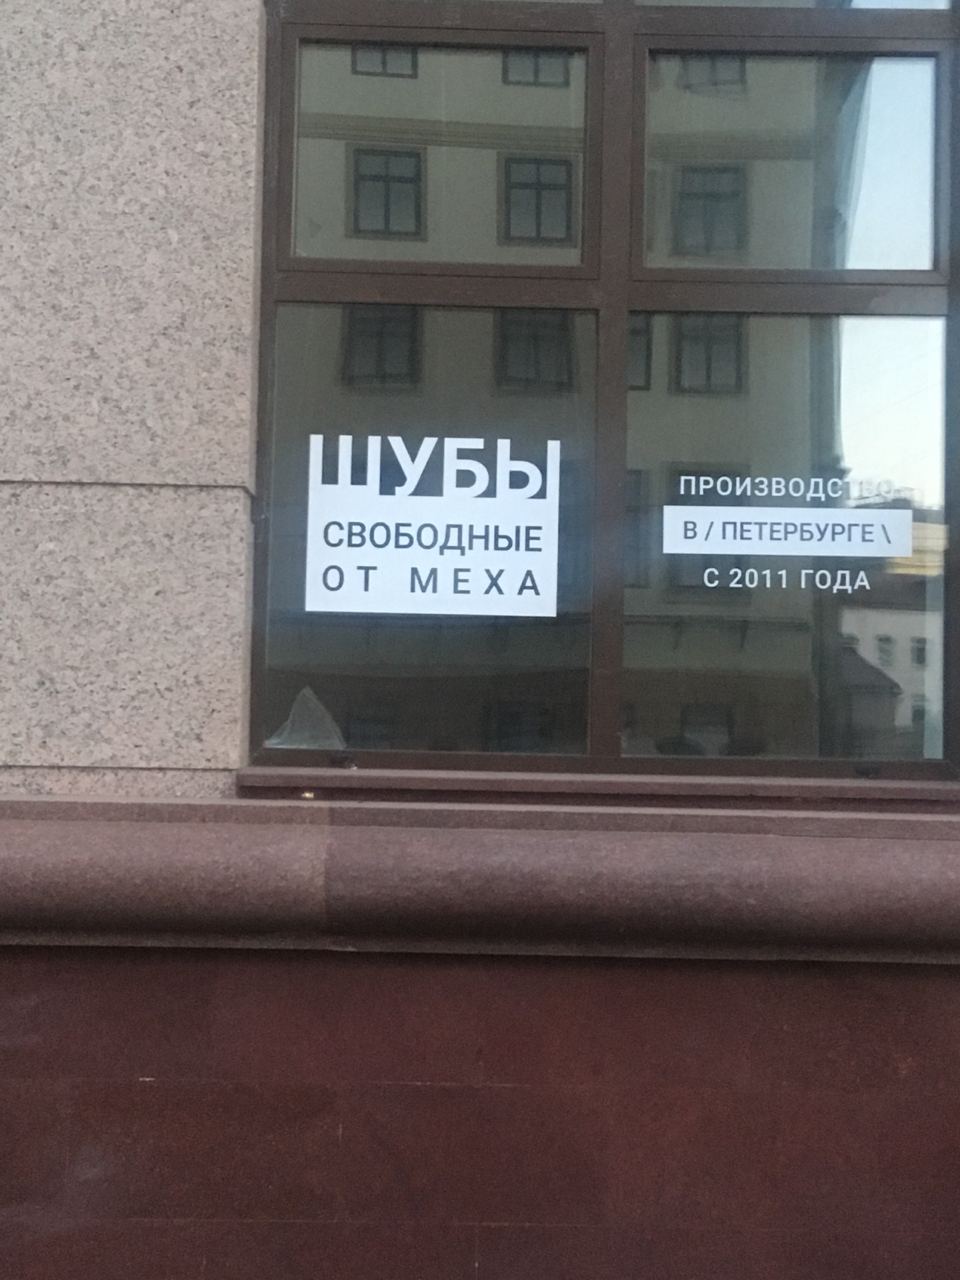 ШУБЫ
СВОБОДНЫЕ
ОТ МЕХА
ПРОИЗВОДСТВО
В / ПЕТЕРБУРГЕ \
С 2011 ГОДА